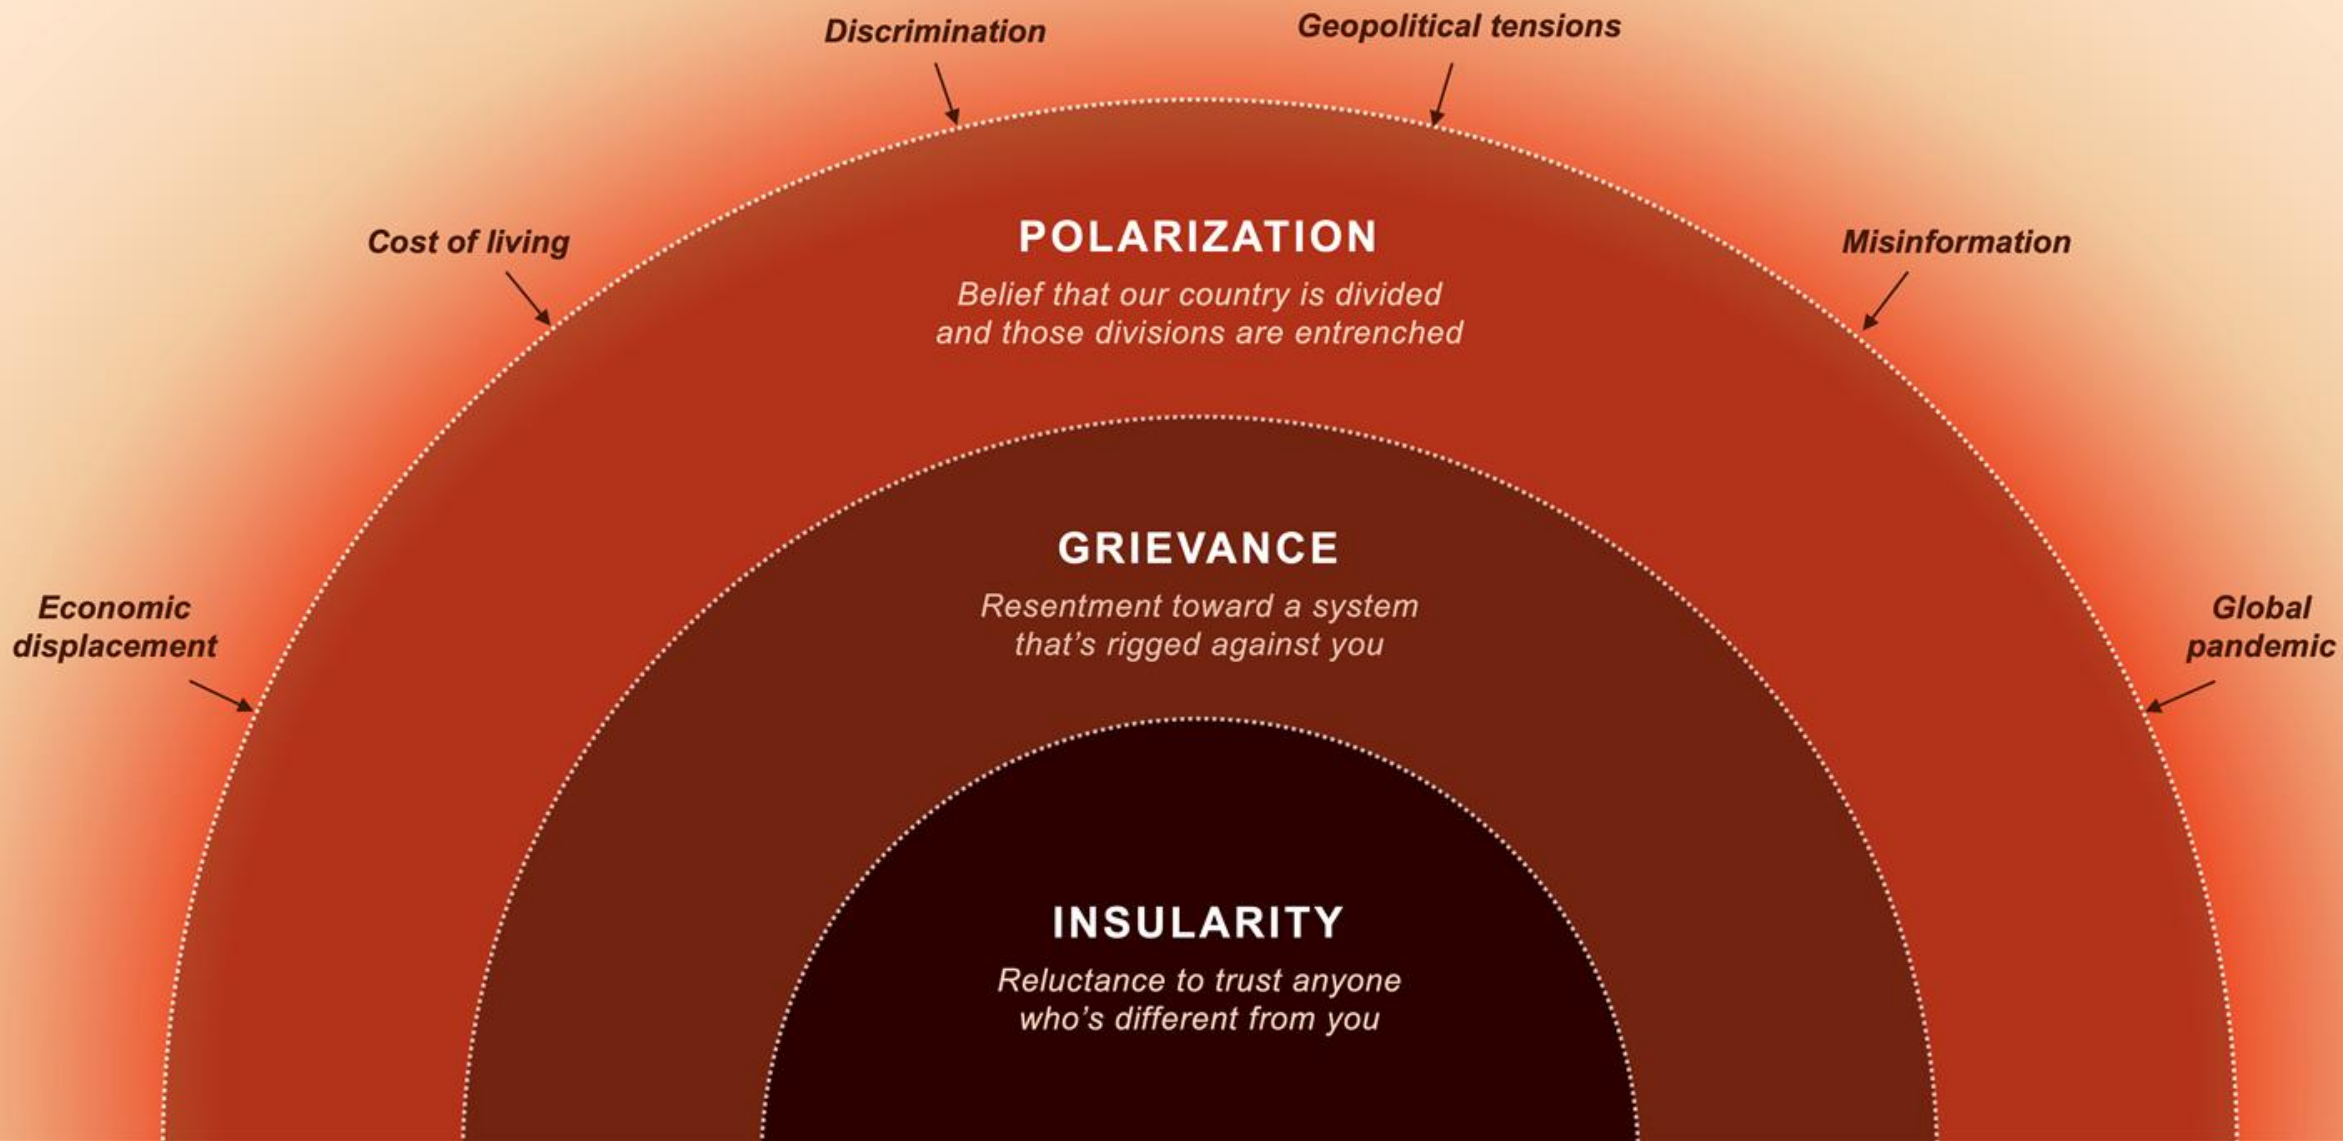 Discrimination
Geopolitical tensions
Cost of living
Misinformation
POLARIZATION
Belief that our country is divided
and those divisions are entrenched
Economic
displacement
Global
pandemic
GRIEVANCE
Resentment toward a system
that’s rigged against you
INSULARITY
Reluctance to trust anyone
who’s different from you